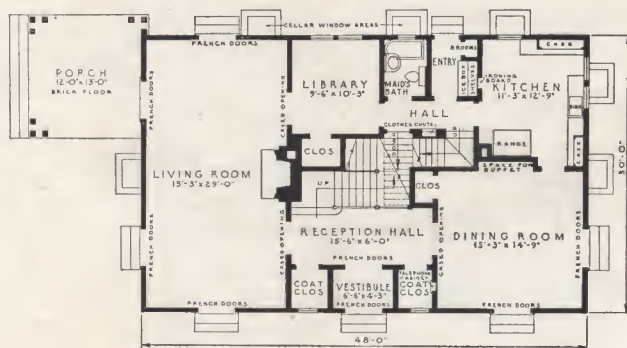 CELLAR WINDOW AREAS
FRENCH DOORS
PORCH
12'-0" x 13'-0"
BRICK FLOOR
FRENCH DOORS
CASED OPENING
LIBRARY
9'-6" x 10'-3"
MAID'S
BATH
ENTRY
BROOMS
ICE BOX
SHELVES
CASE
IRONING
BOARD
KITCHEN
11'-3" x 12'-9"
SINK
HALL
CLOTHES CHUTE
RANGE
CASE
CLOS
LIVING ROOM
15'-3" x 29'-0"
UP
CLOS
SPACE FOR
BUFFET
30'-0"
FRENCH DOORS
CASED OPENING
RECEPTION HALL
15'-6" x 6'-0"
FRENCH DOORS
CASED OPENING
DINING ROOM
15'-3" x 14'-9"
FRENCH DOORS
COAT
CLOS
VESTIBULE
6'-6" x 4'-3"
FRENCH DOORS
TELEPHONE
CABINET
COAT
CLOS
FRENCH DOORS
FRENCH DOORS
48'-0"